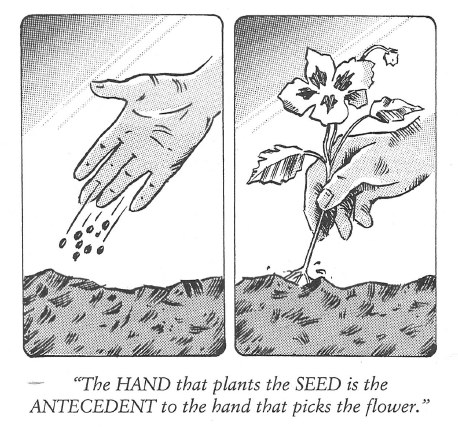 "The HAND that plants the SEED is the
ANTECEDENT to the hand that picks the flower."